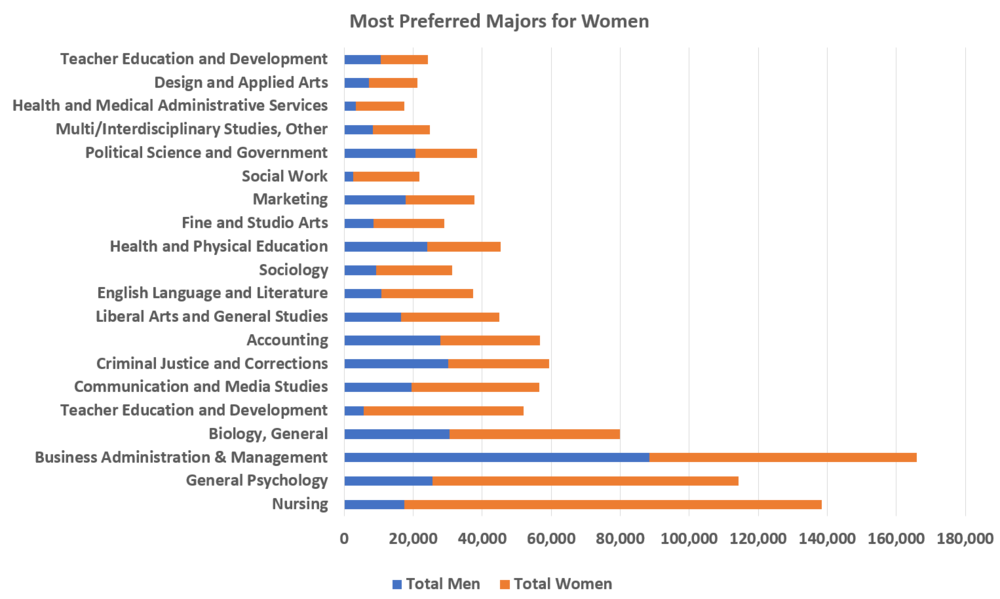 Most Preferred Majors for Women
Teacher Education and Development
Design and Applied Arts
Health and Medical Administrative Services
Multi/Interdisciplinary Studies, Other
Political Science and Government
Social Work
Marketing
Fine and Studio Arts
Health and Physical Education
Sociology
English Language and Literature
Liberal Arts and General Studies
Accounting
Criminal Justice and Corrections
Communication and Media Studies
Teacher Education and Development
Biology, General
Business Administration & Management
General Psychology
Nursing
0 20,000 40,000 60,000 80,000 100,000 120,000 140,000 160,000 180,000
Total Men Total Women